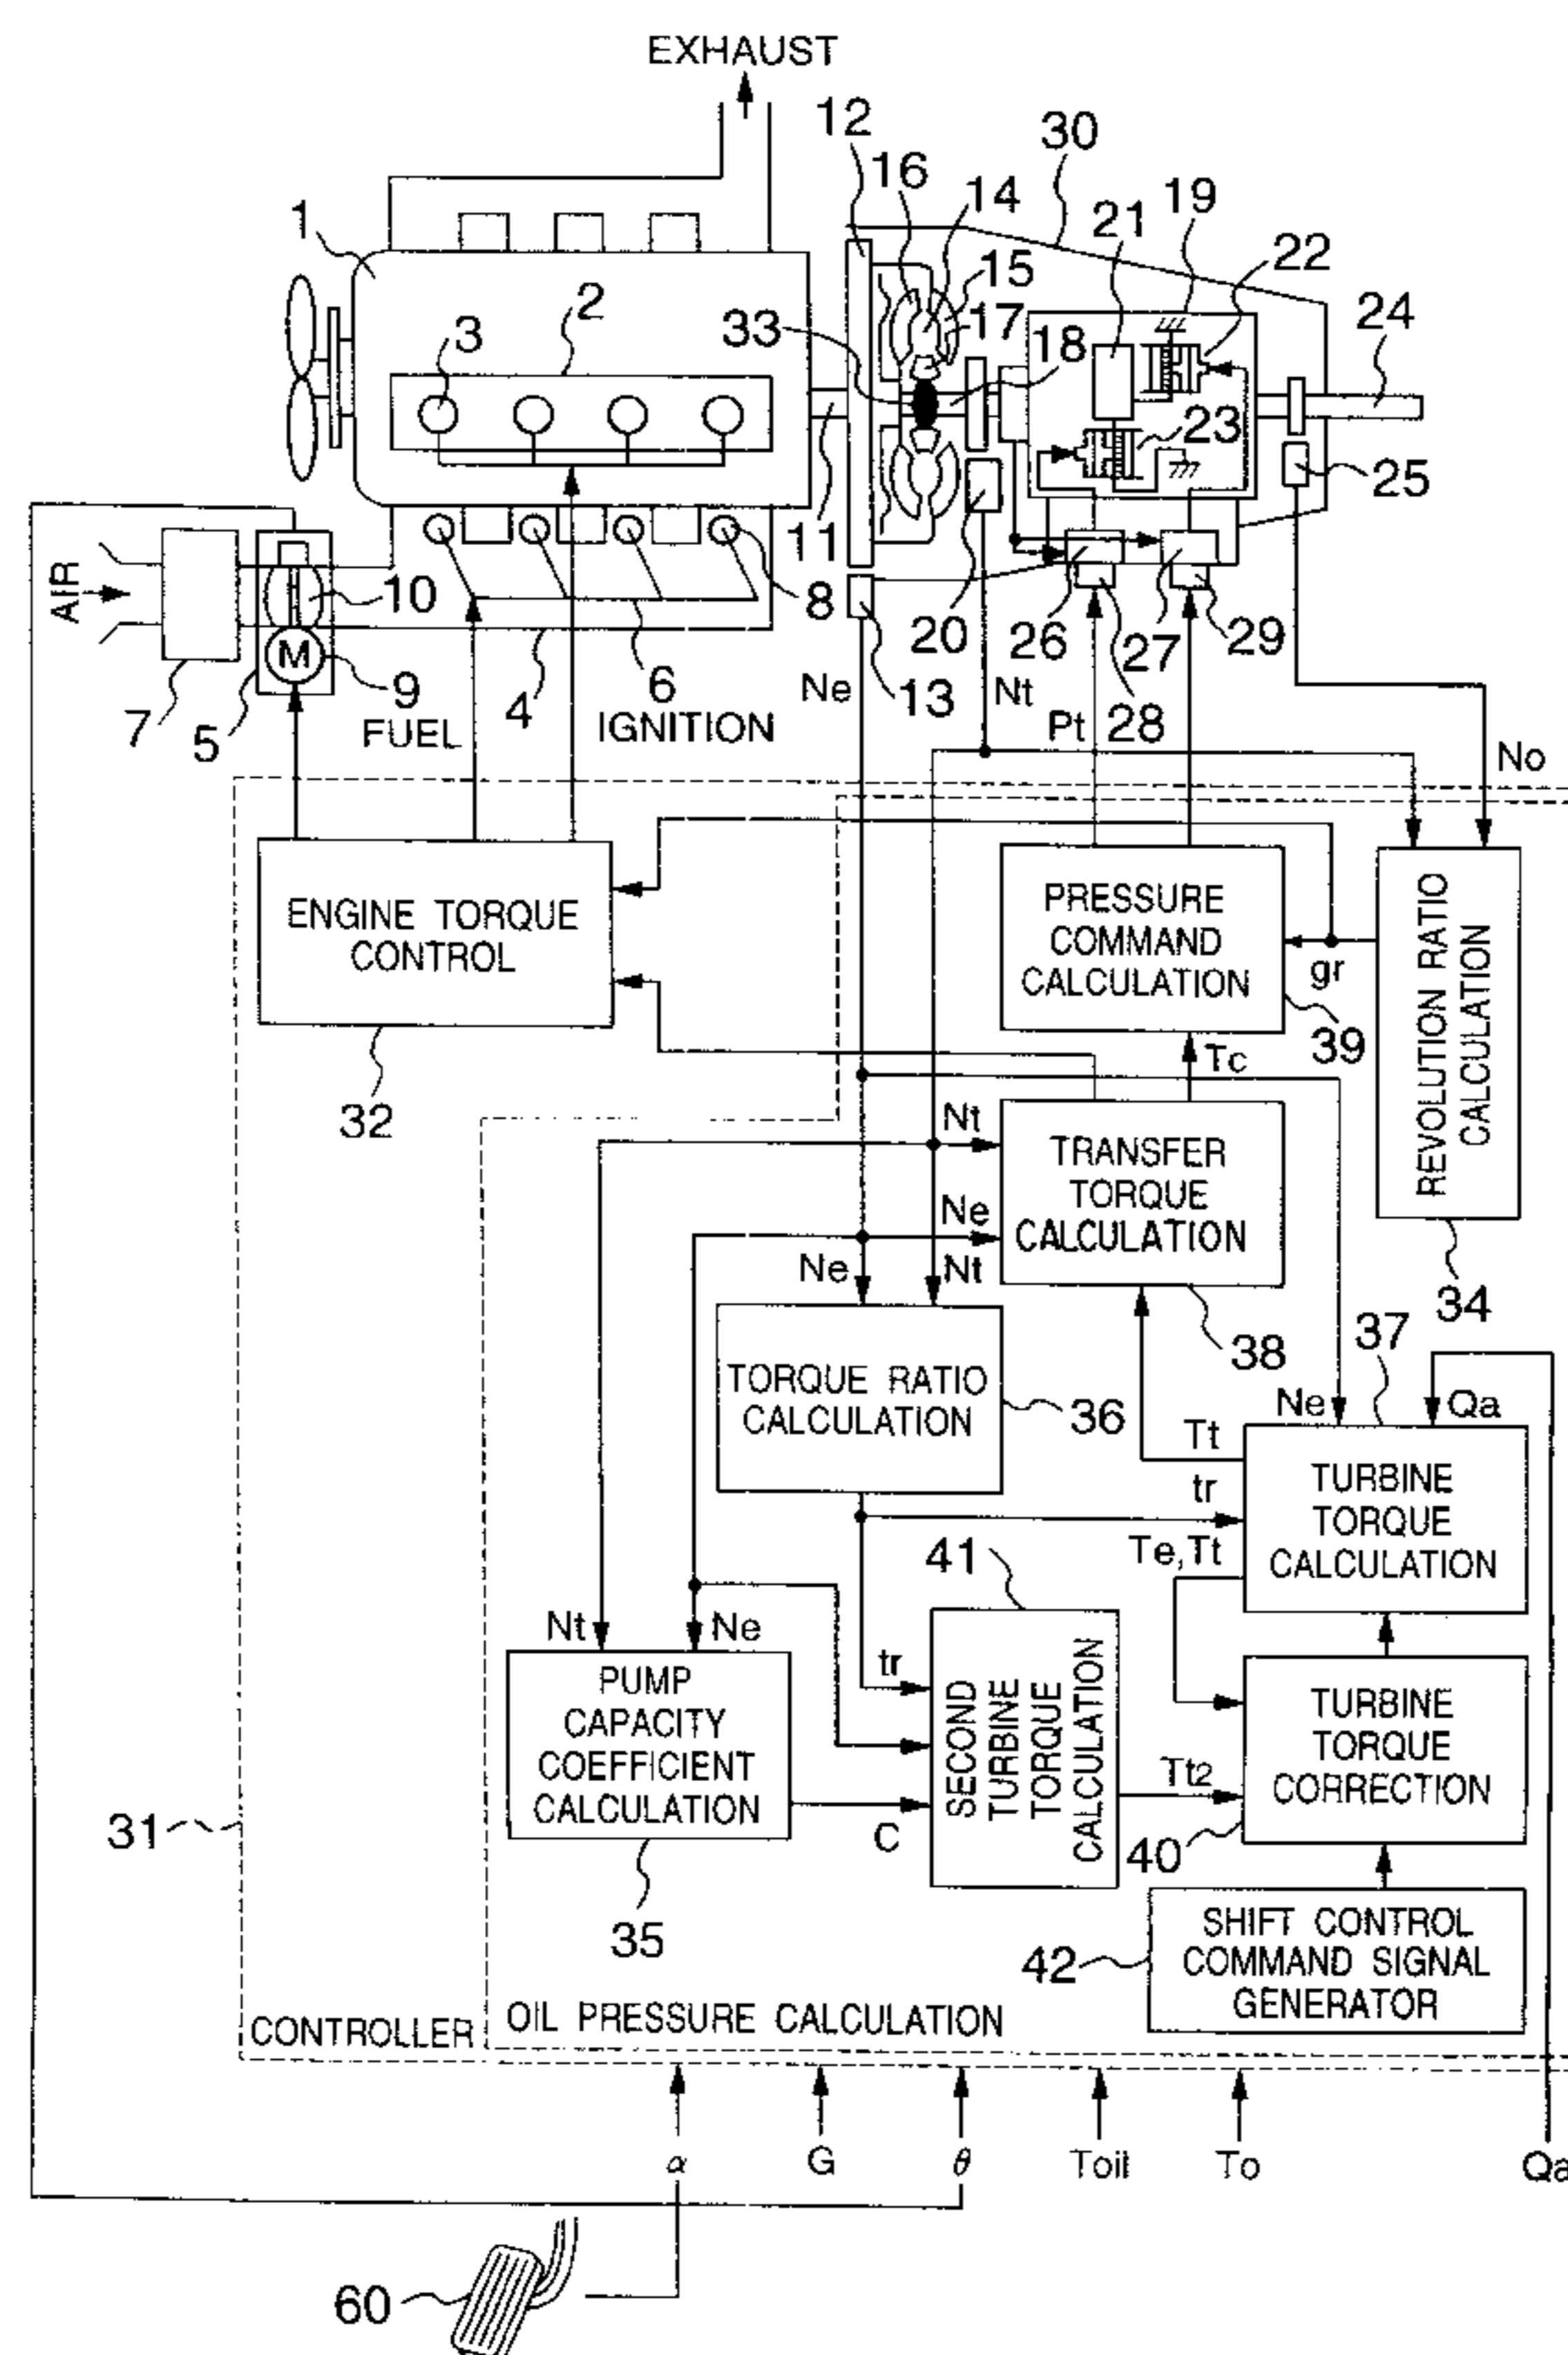 EXHAUST
12
30
16
14
19
1
21
22
15
2
17
24
33
18
3
23
25
11
AIR
10
8
M
20
26
27
29
9
6
Ne
13
Nt
7
5
4
28
FUEL
IGNITION
Pt
No
ENGINE TORQUE
CONTROL
PRESSURE
COMMAND
CALCULATION
REVOLUTION RATIO
CALCULATION
gr
39
32
Tc
Nt
TRANSFER
TORQUE
CALCULATION
Ne
Ne
Nt
34
38
37
TORQUE RATIO
CALCULATION
36
Ne
Qa
Tt
tr
TURBINE
TORQUE
CALCULATION
Te,Tt
41
Nt
Ne
tr
PUMP
CAPACITY
COEFFICIENT
CALCULATION
SECOND
TURBINE
TORQUE
CALCULATION
TURBINE
TORQUE
CORRECTION
Tt2
31
C
40
35
42
SHIFT CONTROL
COMMAND SIGNAL
GENERATOR
CONTROLLER
OIL PRESSURE CALCULATION
α
G
θ
Toil
To
Qa
60